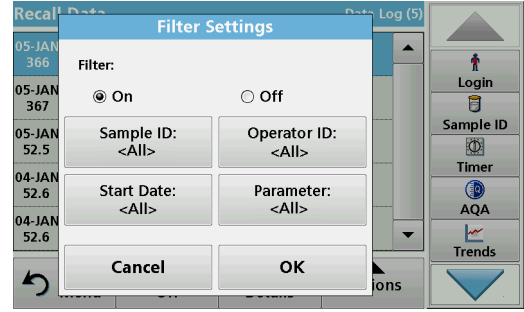 Recall Data
Data Log (5)
Filter Settings
05-JAN
366
05-JAN
367
05-JAN
52.5
04-JAN
52.6
04-JAN
52.6
Filter:
On
Off
Sample ID:
<All>
Operator ID:
<All>
Start Date:
<All>
Parameter:
<All>
Cancel
OK
Login
Sample ID
Timer
AQA
Trends